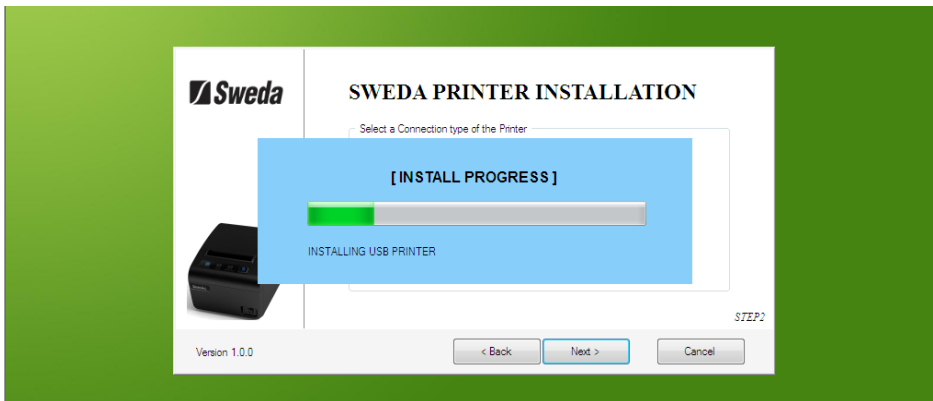 Sweda
SWEDA PRINTER INSTALLATION
Select a Connection type of the Printer
[ INSTALL PROGRESS ]
INSTALLING USB PRINTER
STEP2
Version 1.0.0
< Back
Next >
Cancel